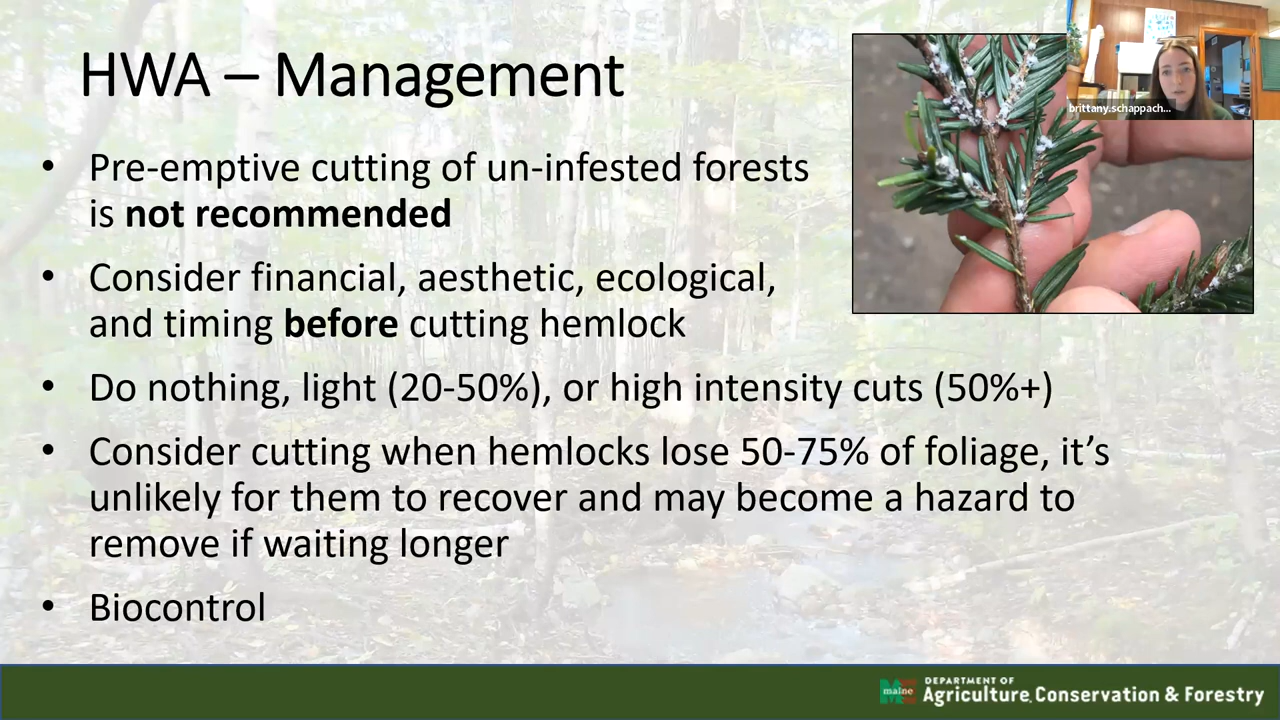 HWA – Management
brittany.schappach...
• Pre-emptive cutting of un-infested forests
is not recommended
• Consider financial, aesthetic, ecological,
and timing before cutting hemlock
• Do nothing, light (20-50%), or high intensity cuts (50%+)
• Consider cutting when hemlocks lose 50-75% of foliage, it’s
unlikely for them to recover and may become a hazard to
remove if waiting longer
• Biocontrol
maine
DEPARTMENT OF
Agriculture, Conservation & Forestry